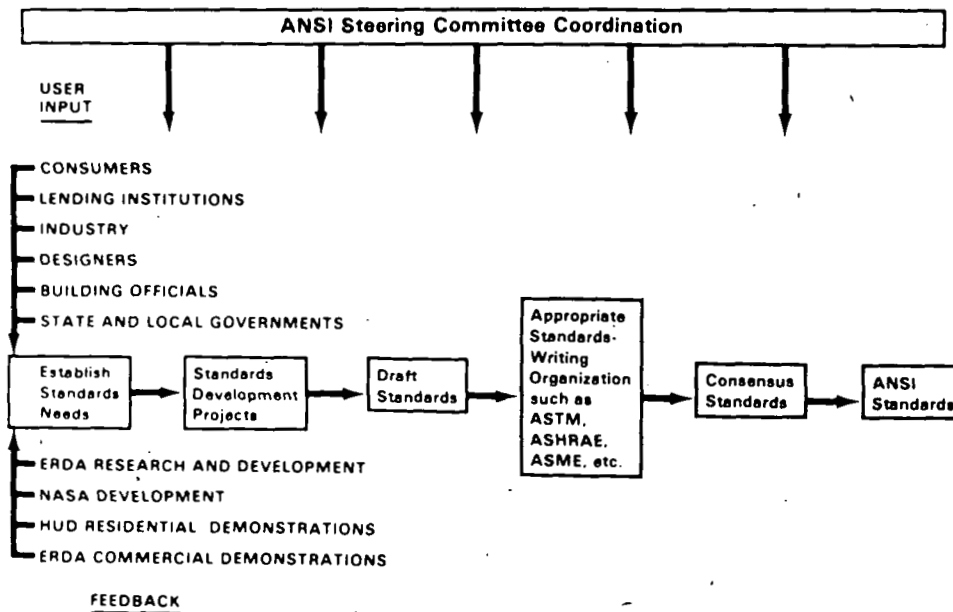 ANSI Steering Committee Coordination
USER
INPUT
CONSUMERS
LENDING INSTITUTIONS
INDUSTRY
DESIGNERS
BUILDING OFFICIALS
STATE AND LOCAL GOVERNMENTS
Establish
Standards
Needs
Standards
Development
Projects
Draft
Standards
Appropriate
Standards-
Writing
Organization
such as
ASTM,
ASHRAE,
ASME, etc.
Consensus
Standards
ANSI
Standards
ERDA RESEARCH AND DEVELOPMENT
NASA DEVELOPMENT
HUD RESIDENTIAL DEMONSTRATIONS
ERDA COMMERCIAL DEMONSTRATIONS
FEEDBACK